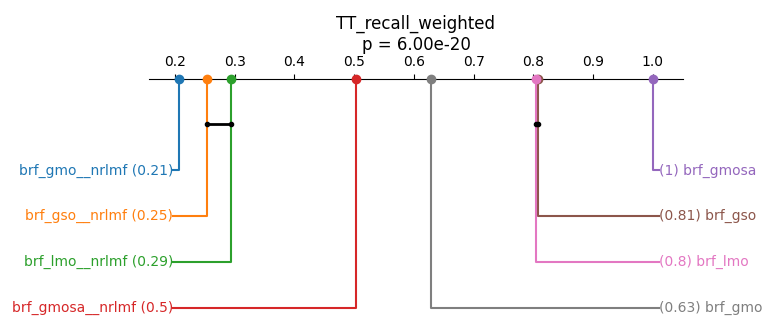 TT_recall_weighted
p = 6.00e-20
0.2 0.3 0.4 0.5 0.6 0.7 0.8 0.9 1.0
brf_gmo__nrlmf (0.21) (1) brf_gmosa
brf_gso__nrlmf (0.25) (0.81) brf_gso
brf_lmo__nrlmf (0.29) (0.8) brf_lmo
brf_gmosa__nrlmf (0.5) (0.63) brf_gmo